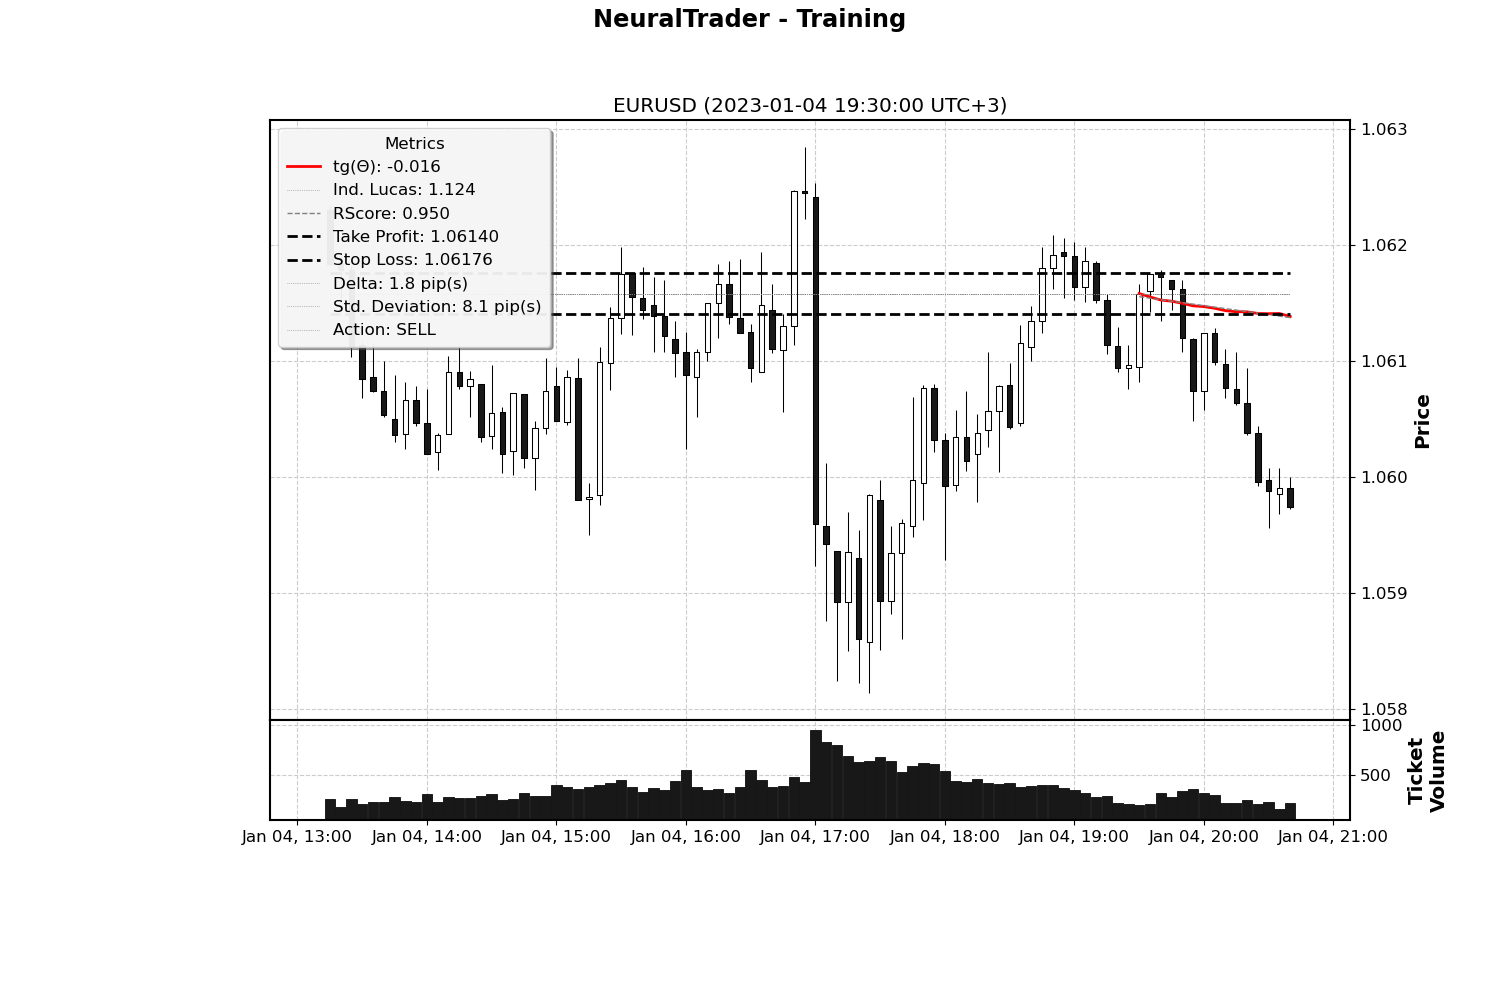 NeuralTrader - Training
EURUSD (2023-01-04 19:30:00 UTC+3)
Metrics
tg(Θ): -0.016
Ind. Lucas: 1.124
RScore: 0.950
Take Profit: 1.06140
Stop Loss: 1.06176
Delta: 1.8 pip(s)
Std. Deviation: 8.1 pip(s)
Action: SELL
1.063
1.062
1.061
1.060
1.059
1.058
Price
1000
500
Ticket
Volume
Jan 04, 13:00 Jan 04, 14:00 Jan 04, 15:00 Jan 04, 16:00 Jan 04, 17:00 Jan 04, 18:00 Jan 04, 19:00 Jan 04, 20:00 Jan 04, 21:00